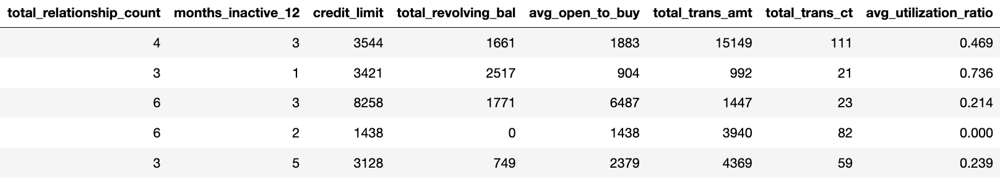 total_relationship_count months_inactive_12 credit_limit total_revolving_bal avg_open_to_buy total_trans_amt total_trans_ct avg_utilization_ratio
4 3 3544 1661 1883 15149 111 0.469
3 1 3421 2517 904 992 21 0.736
6 3 8258 1771 6487 1447 23 0.214
6 2 1438 0 1438 3940 82 0.000
3 5 3128 749 2379 4369 59 0.239